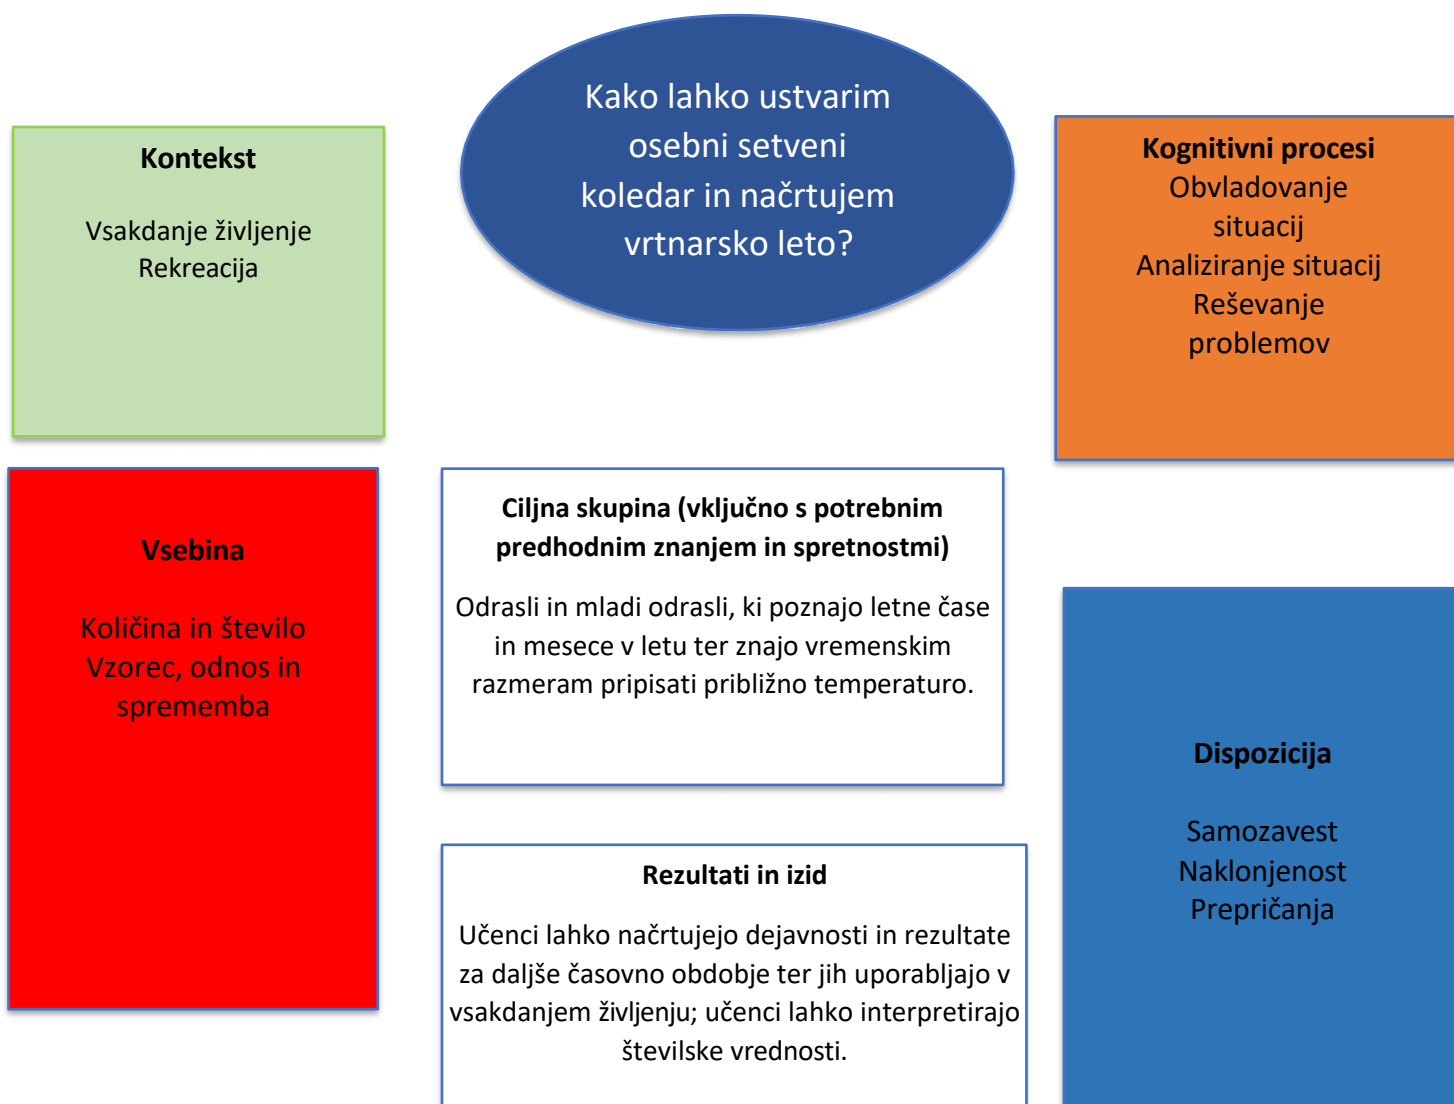 Kako lahko ustvarim
osebni setveni
koledar in načrtujem
vrtnarsko leto?
Kontekst
Vsakdanje življenje
Rekreacija
Kognitivni procesi
Obvladovanje
situacij
Analiziranje situacij
Reševanje
problemov
Vsebina
Količina in število
Vzorec, odnos in
sprememba
Ciljna skupina (vključno s potrebnim
predhodnim znanjem in spretnostmi)
Odrasli in mladi odrasli, ki poznajo letne čase
in mesece v letu ter znajo vremenskim
razmeram pripisati približno temperaturo.
Dispozicija
Samozavest
Naklonjenost
Prepričanja
Rezultati in izid
Učenci lahko načrtujejo dejavnosti in rezultate
za daljše časovno obdobje ter jih uporabljajo v
vsakdanjem življenju; učenci lahko interpretirajo
številske vrednosti.